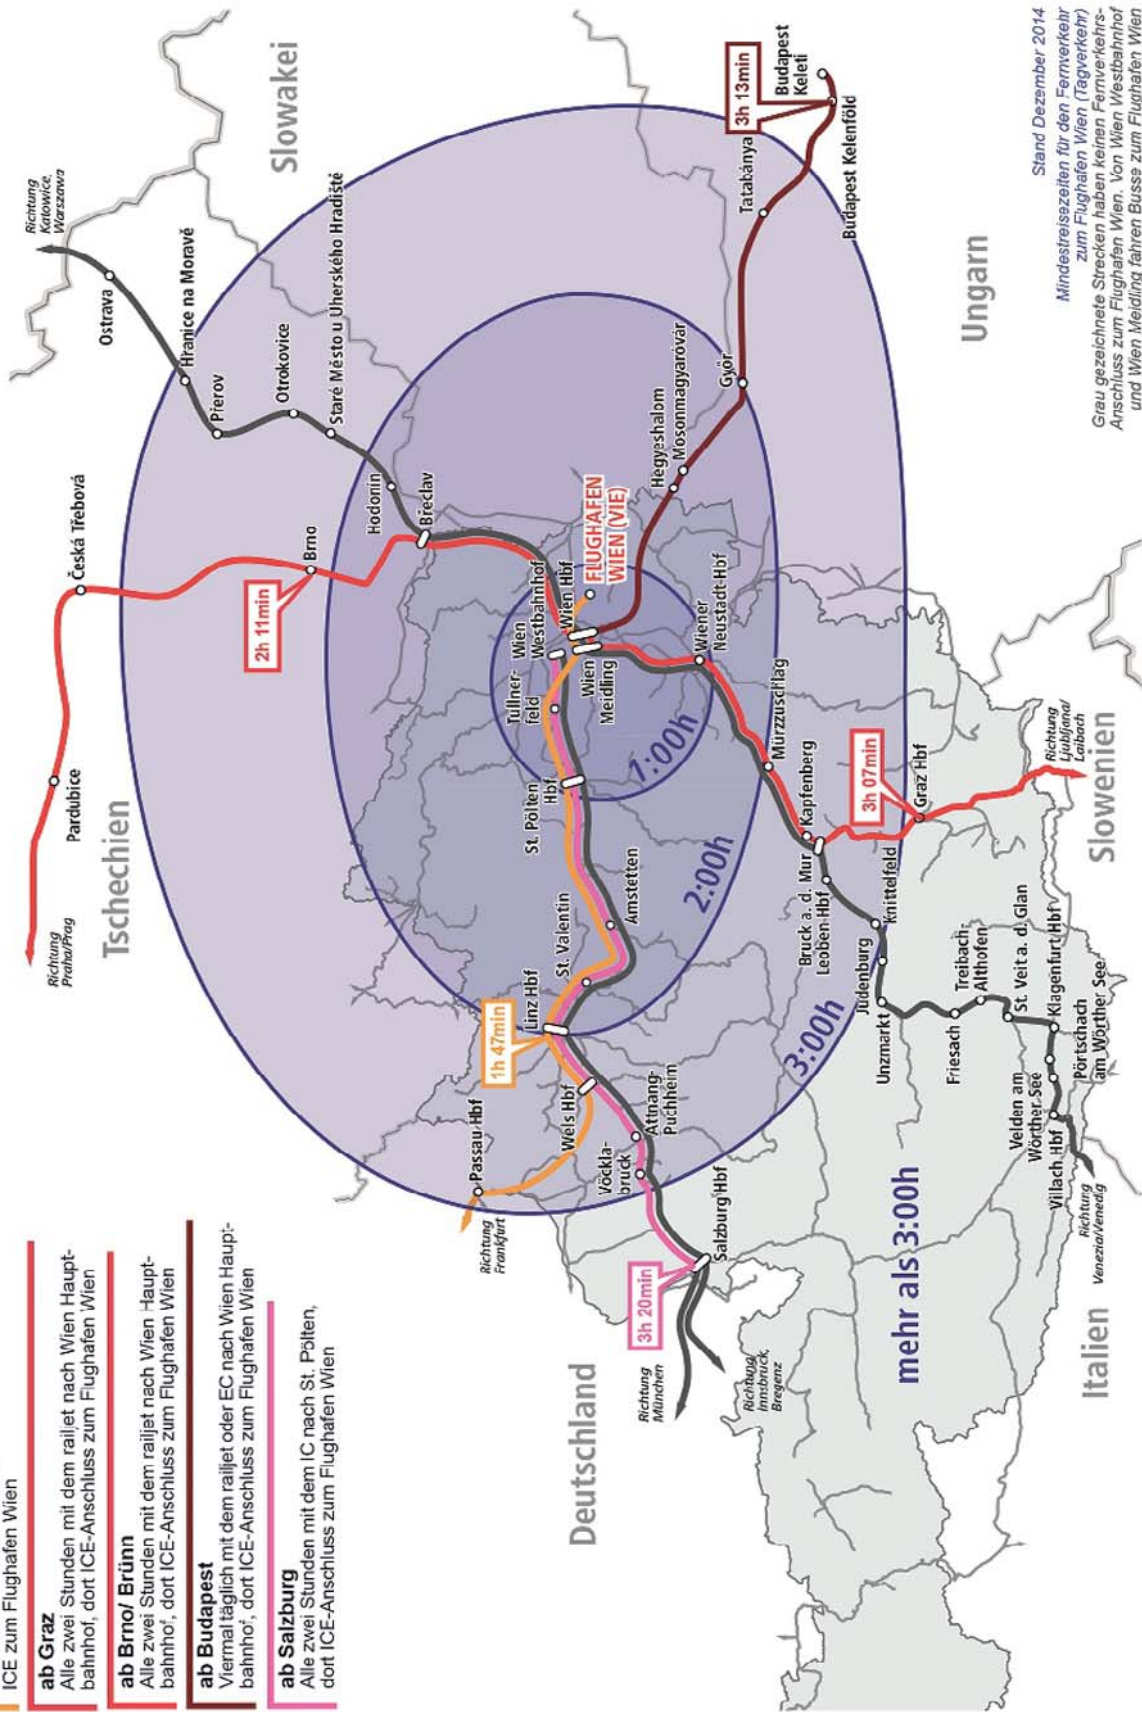 ICE zum Flughafen Wien
ab Graz
Alle zwei Stunden mit dem railjet nach Wien Haupt-
bahnhof, dort ICE-Anschluss zum Flughafen Wien
ab Brno/ Brünn
Alle zwei Stunden mit dem railjet nach Wien Haupt-
bahnhof, dort ICE-Anschluss zum Flughafen Wien
ab Budapest
Viermal täglich mit dem railjet oder EC nach Wien Haupt-
bahnhof, dort ICE-Anschluss zum Flughafen Wien
ab Salzburg
Alle zwei Stunden mit dem IC nach St. Pölten,
dort ICE-Anschluss zum Flughafen Wien
Richtung
Praha/Prag
Pardubice
Česká Třebová
Tschechien
Richtung
Katowice,
Warszawa
Ostrava
Hranice na Moravě
Přerov
Otrokovice
Staré Město u Uherského Hradiště
Slowakei
2h 11min
Brno
Hodonín
Břeclav
Richtung
Frankfurt
Passau Hbf
1h 47min
Linz Hbf
Wels Hbf
St. Valentin
Amstetten
St. Pölten
Hbf
Tullner-
feld
Wien
Westbahnhof
Wien Hbf
Wien
Meidling
FLUGHAFEN
WIEN (VIE)
Attnang-
Puchheim
Vöckla-
bruck
Salzburg Hbf
3h 20min
Deutschland
Richtung
München
Richtung
Innsbruck,
Bregenz
1:00h
2:00h
3:00h
mehr als 3:00h
Wiener
Neustadt Hbf
Mürzzuschlag
Kapfenberg
Bruck a. d. Mur
Leoben Hbf
Knittelfeld
Judenburg
Unzmarkt
Friesach
Treibach-
Althofen
St. Veit a. d. Glan
Klagenfurt Hbf
Pörtschach
am Wörther See
Velden am
Wörther See
Villach Hbf
Richtung
Venezia/Venedig
Italien
3h 07min
Graz Hbf
Richtung
Ljubljana/
Laibach
Slowenien
Hegyeshalom
Mosonmagyaróvár
Győr
Tatabánya
3h 13min
Budapest
Keleti
Budapest Kelenföld
Ungarn
Stand Dezember 2014
Mindestreisezeiten für den Fernverkehr
zum Flughafen Wien (Tagverkehr)
Grau gezeichnete Strecken haben keinen Fernverkehrs-
Anschluss zum Flughafen Wien. Von Wien Westbahnhof
und Wien Meidling fahren Busse zum Flughafen Wien